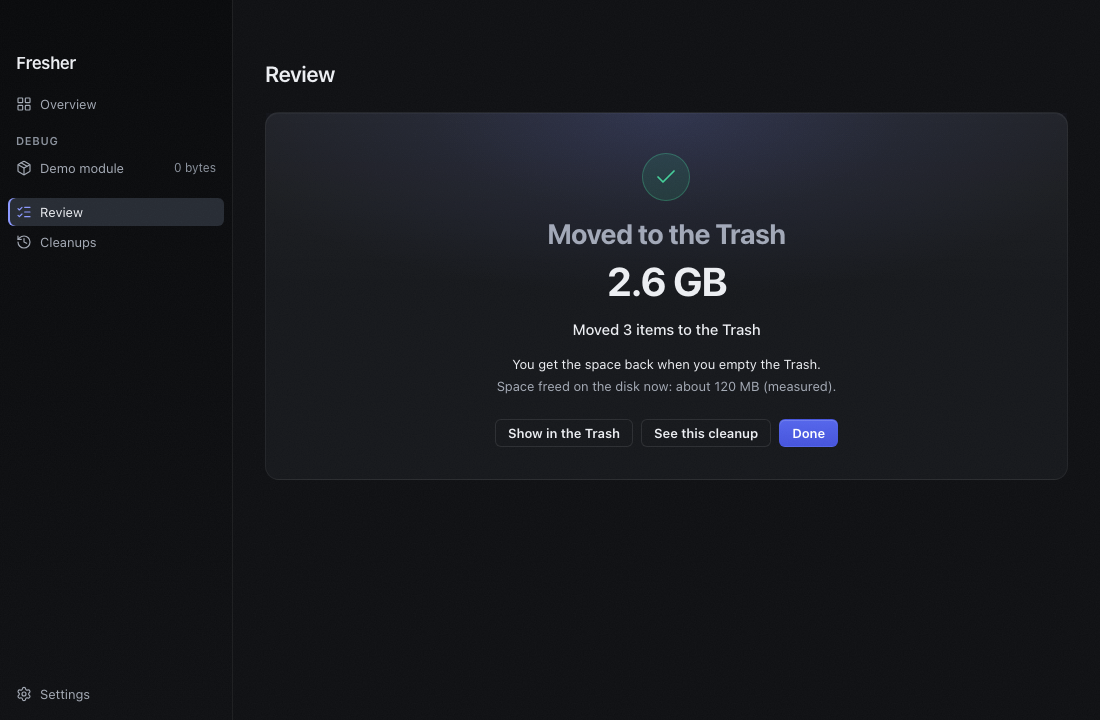 Fresher
Overview
DEBUG
Demo module 0 bytes
Review
Cleanups
Settings
Review
Moved to the Trash
2.6 GB
Moved 3 items to the Trash
You get the space back when you empty the Trash.
Space freed on the disk now: about 120 MB (measured).
Show in the Trash See this cleanup Done